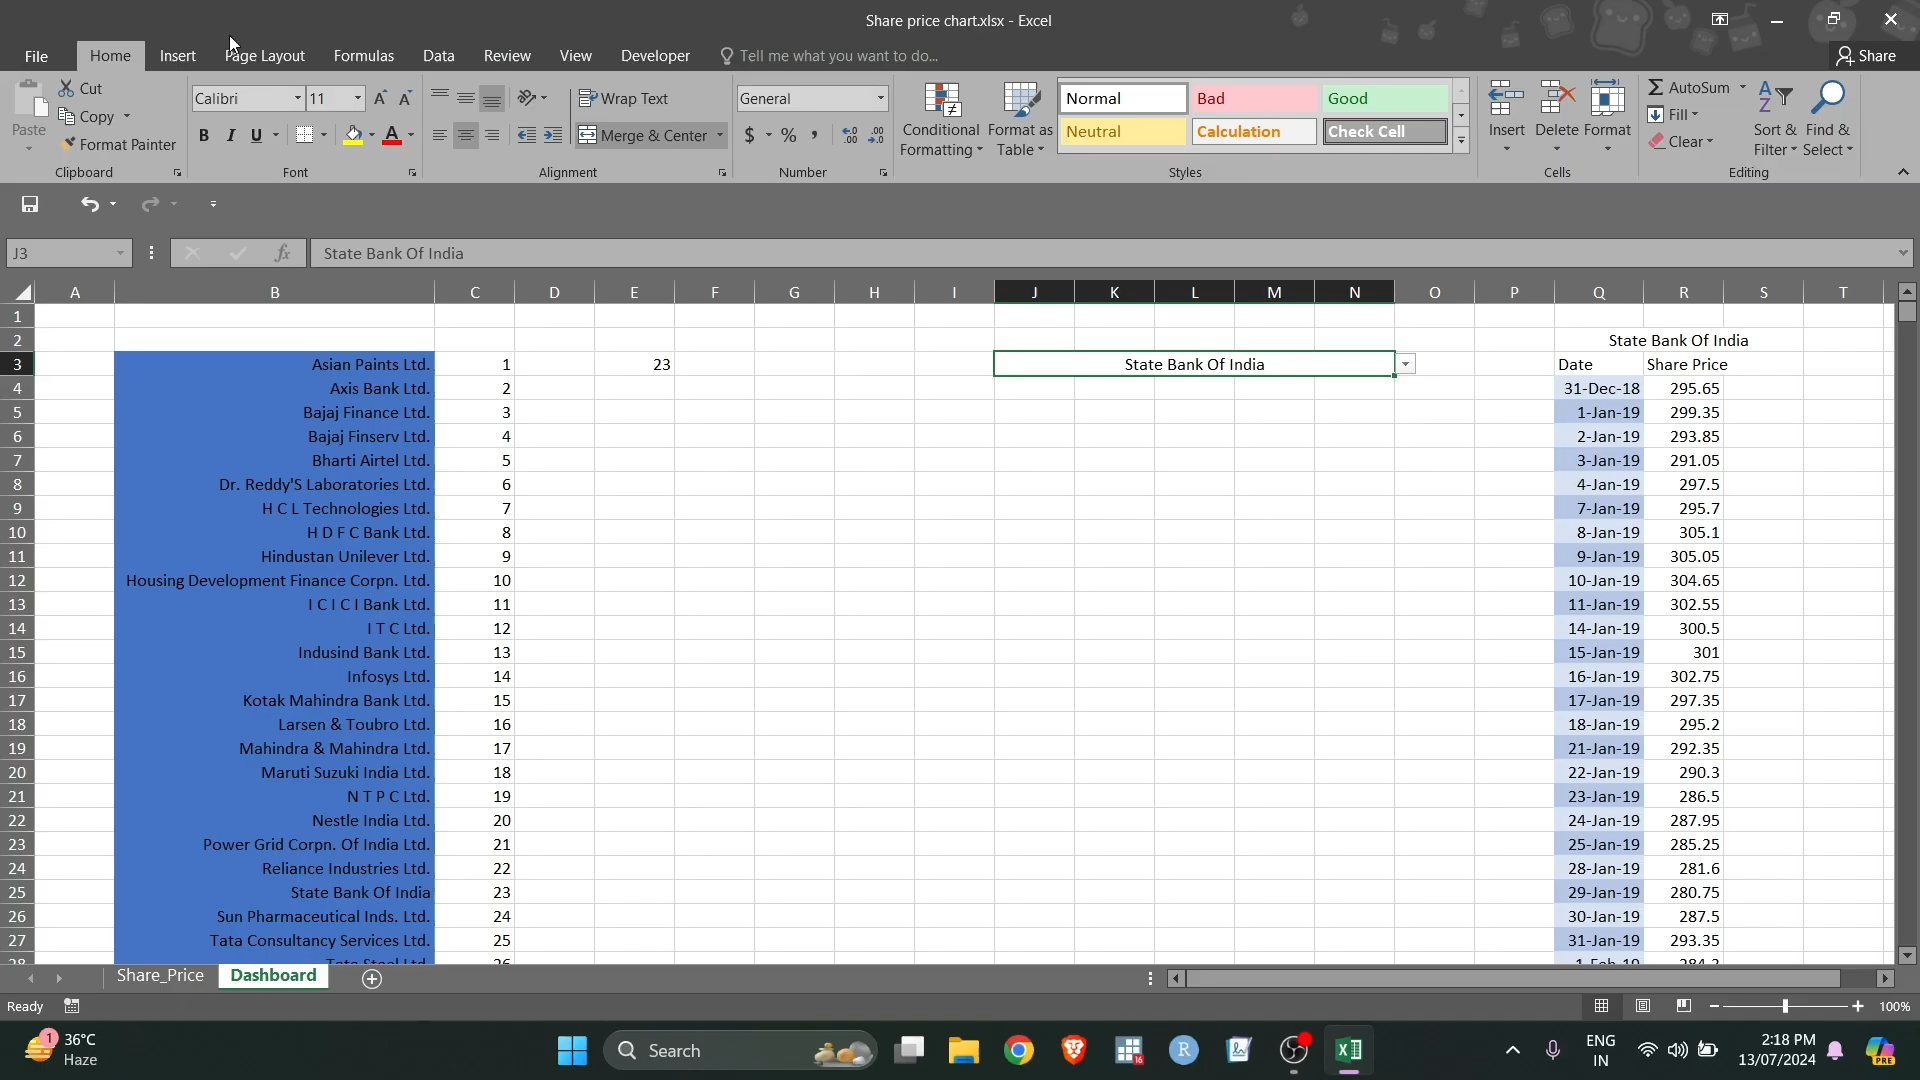 Share price chart.xlsx - Excel
File Home Insert Page Layout Formulas Data Review View Developer Tell me what you want to do... Share
Paste Cut Copy Format Painter Clipboard
Calibri 11 A A B I U A Font
Wrap Text Merge & Center Alignment
General $ % , Number
Conditional Formatting Format as Table
Normal Bad Good
Neutral Calculation Check Cell
Styles
Insert Delete Format Cells
AutoSum Fill Clear Sort & Filter Find & Select Editing
J3 fx State Bank Of India
A B C D E F G H I J K L M N O P Q R S T
1
2 State Bank Of India
3 Asian Paints Ltd. 1 23 State Bank Of India Date Share Price
4 Axis Bank Ltd. 2 31-Dec-18 295.65
5 Bajaj Finance Ltd. 3 1-Jan-19 299.35
6 Bajaj Finserv Ltd. 4 2-Jan-19 293.85
7 Bharti Airtel Ltd. 5 3-Jan-19 291.05
8 Dr. Reddy'S Laboratories Ltd. 6 4-Jan-19 297.5
9 H C L Technologies Ltd. 7 7-Jan-19 295.7
10 H D F C Bank Ltd. 8 8-Jan-19 305.1
11 Hindustan Unilever Ltd. 9 9-Jan-19 305.05
12 Housing Development Finance Corpn. Ltd. 10 10-Jan-19 304.65
13 I C I C I Bank Ltd. 11 11-Jan-19 302.55
14 I T C Ltd. 12 14-Jan-19 300.5
15 Indusind Bank Ltd. 13 15-Jan-19 301
16 Infosys Ltd. 14 16-Jan-19 302.75
17 Kotak Mahindra Bank Ltd. 15 17-Jan-19 297.35
18 Larsen & Toubro Ltd. 16 18-Jan-19 295.2
19 Mahindra & Mahindra Ltd. 17 21-Jan-19 292.35
20 Maruti Suzuki India Ltd. 18 22-Jan-19 290.3
21 N T P C Ltd. 19 23-Jan-19 286.5
22 Nestle India Ltd. 20 24-Jan-19 287.95
23 Power Grid Corpn. Of India Ltd. 21 25-Jan-19 285.25
24 Reliance Industries Ltd. 22 28-Jan-19 281.6
25 State Bank Of India 23 29-Jan-19 280.75
26 Sun Pharmaceutical Inds. Ltd. 24 30-Jan-19 287.5
27 Tata Consultancy Services Ltd. 25 31-Jan-19 293.35
28 Tata Steel Ltd. 26 1-Feb-19 284.3
Share_Price Dashboard
Ready 100%
1 36°C Haze Search 16 R ENG IN 2:18 PM 13/07/2024 PRE